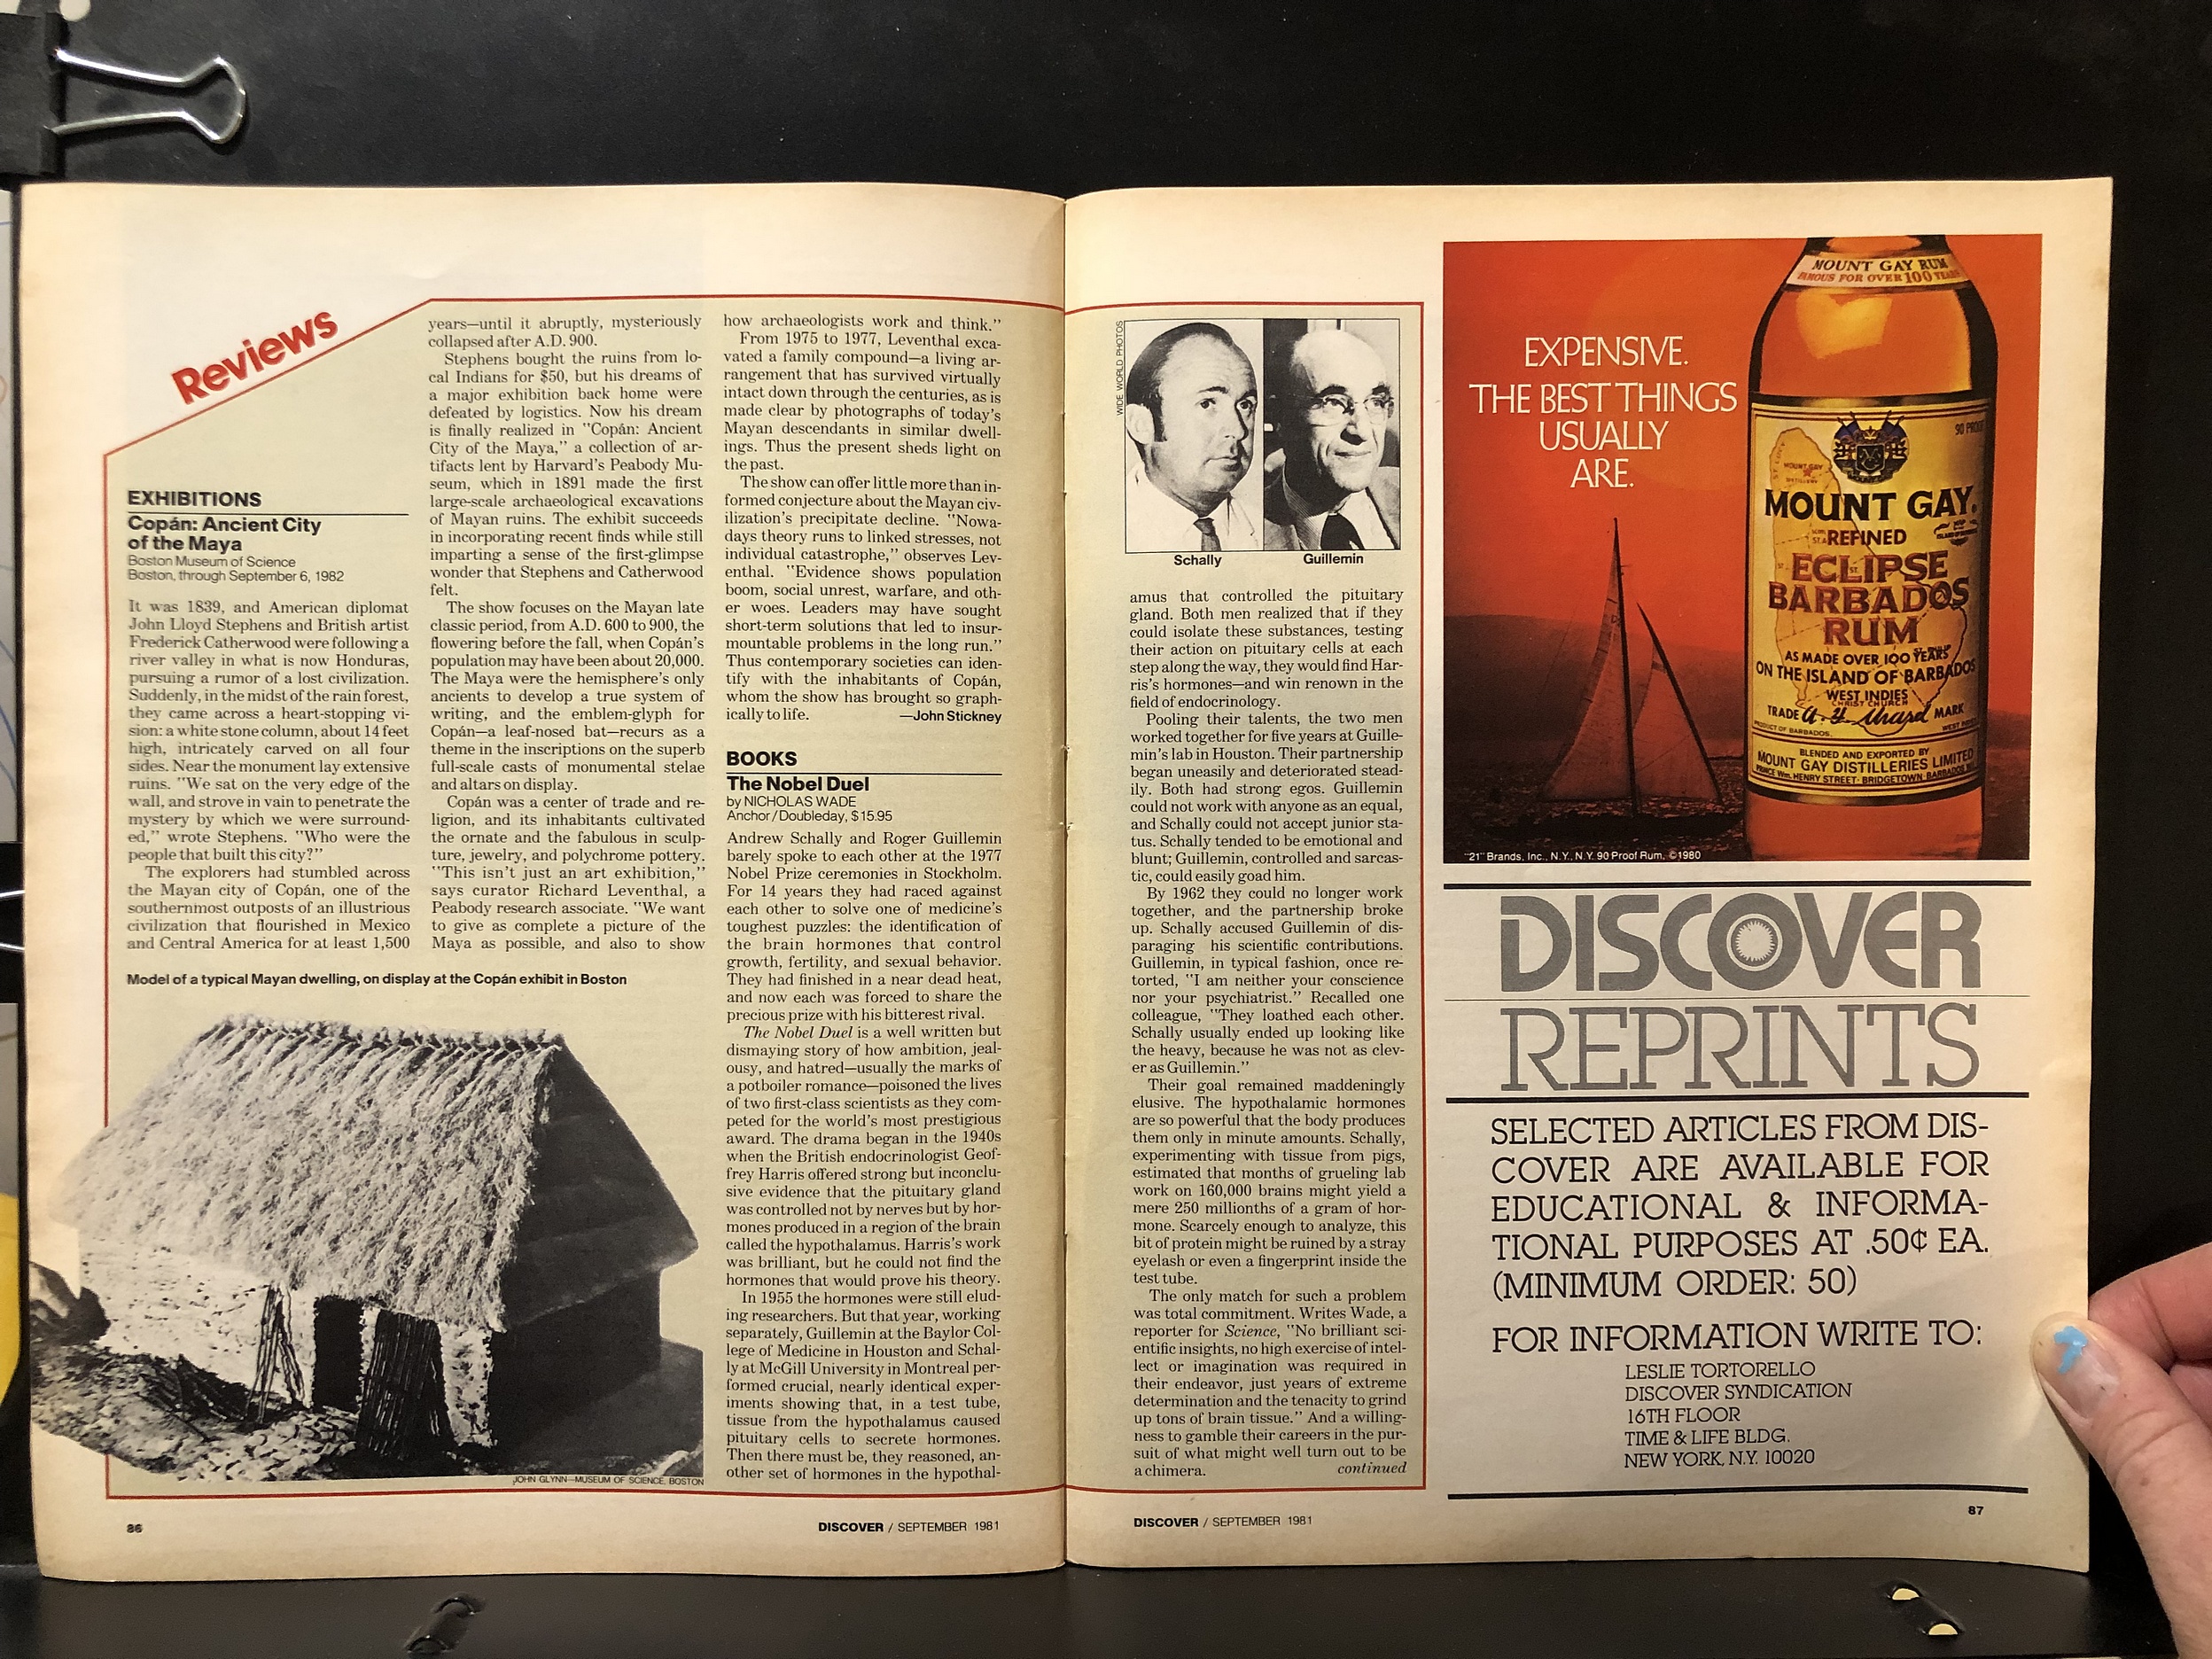 Reviews
EXHIBITIONS
Copán: Ancient City
of the Maya
Boston Museum of Science
Boston, through September 6, 1982
It was 1839, and American diplomat
John Lloyd Stephens and British artist
Frederick Catherwood were following a
river valley in what is now Honduras,
pursuing a rumor of a lost civilization.
Suddenly, in the midst of the rain forest,
they came across a heart-stopping vi-
sion: a white stone column, about 14 feet
high, intricately carved on all four
sides. Near the monument lay extensive
ruins. "We sat on the very edge of the
wall, and strove in vain to penetrate the
mystery by which we were surround-
ed," wrote Stephens. "Who were the
people that built this city?"
The explorers had stumbled across
the Mayan city of Copán, one of the
southernmost outposts of an illustrious
civilization that flourished in Mexico
and Central America for at least 1,500
years—until it abruptly, mysteriously
collapsed after A.D. 900.
Stephens bought the ruins from lo-
cal Indians for $50, but his dreams of
a major exhibition back home were
defeated by logistics. Now his dream
is finally realized in "Copán: Ancient
City of the Maya," a collection of ar-
tifacts lent by Harvard's Peabody Mu-
seum, which in 1891 made the first
large-scale archaeological excavations
of Mayan ruins. The exhibit succeeds
in incorporating recent finds while still
imparting a sense of the first-glimpse
wonder that Stephens and Catherwood
felt.
The show focuses on the Mayan late
classic period, from A.D. 600 to 900, the
flowering before the fall, when Copán's
population may have been about 20,000.
The Maya were the hemisphere's only
ancients to develop a true system of
writing, and the emblem-glyph for
Copán—a leaf-nosed bat—recurs as a
theme in the inscriptions on the superb
full-scale casts of monumental stelae
and altars on display.
Copán was a center of trade and re-
ligion, and its inhabitants cultivated
the ornate and the fabulous in sculp-
ture, jewelry, and polychrome pottery.
"This isn't just an art exhibition,"
says curator Richard Leventhal, a
Peabody research associate. "We want
to give as complete a picture of the
Maya as possible, and also to show
how archaeologists work and think."
From 1975 to 1977, Leventhal exca-
vated a family compound—a living ar-
rangement that has survived virtually
intact down through the centuries, as is
made clear by photographs of today's
Mayan descendants in similar dwell-
ings. Thus the present sheds light on
the past.
The show can offer little more than in-
formed conjecture about the Mayan civ-
ilization's precipitate decline. "Nowa-
days theory runs to linked stresses, not
individual catastrophe," observes Lev-
enthal. "Evidence shows population
boom, social unrest, warfare, and oth-
er woes. Leaders may have sought
short-term solutions that led to insur-
mountable problems in the long run."
Thus contemporary societies can iden-
tify with the inhabitants of Copán,
whom the show has brought so graph-
ically to life. —John Stickney
Model of a typical Mayan dwelling, on display at the Copán exhibit in Boston
JOHN GLYNN—MUSEUM OF SCIENCE, BOSTON
BOOKS
The Nobel Duel
by NICHOLAS WADE
Anchor/Doubleday, $15.95
Andrew Schally and Roger Guillemin
barely spoke to each other at the 1977
Nobel Prize ceremonies in Stockholm.
For 14 years they had raced against
each other to solve one of medicine's
toughest puzzles: the identification of
the brain hormones that control
growth, fertility, and sexual behavior.
They had finished in a near dead heat,
and now each was forced to share the
precious prize with his bitterest rival.
The Nobel Duel is a well written but
dismaying story of how ambition, jeal-
ousy, and hatred—usually the marks of
a potboiler romance—poisoned the lives
of two first-class scientists as they com-
peted for the world's most prestigious
award. The drama began in the 1940s
when the British endocrinologist Geof-
frey Harris offered strong but inconclu-
sive evidence that the pituitary gland
was controlled not by nerves but by hor-
mones produced in a region of the brain
called the hypothalamus. Harris's work
was brilliant, but he could not find the
hormones that would prove his theory.
In 1955 the hormones were still elud-
ing researchers. But that year, working
separately, Guillemin at the Baylor Col-
lege of Medicine in Houston and Schal-
ly at McGill University in Montreal per-
formed crucial, nearly identical exper-
iments showing that, in a test tube,
tissue from the hypothalamus caused
pituitary cells to secrete hormones.
Then there must be, they reasoned, an-
other set of hormones in the hypothal-
86
DISCOVER / SEPTEMBER 1981
WIDE WORLD PHOTOS
Schally Guillemin
amus that controlled the pituitary
gland. Both men realized that if they
could isolate these substances, testing
their action on pituitary cells at each
step along the way, they would find Har-
ris's hormones—and win renown in the
field of endocrinology.
Pooling their talents, the two men
worked together for five years at Guille-
min's lab in Houston. Their partnership
began uneasily and deteriorated stead-
ily. Both had strong egos. Guillemin
could not work with anyone as an equal,
and Schally could not accept junior sta-
tus. Schally tended to be emotional and
blunt; Guillemin, controlled and sarcas-
tic, could easily goad him.
By 1962 they could no longer work
together, and the partnership broke
up. Schally accused Guillemin of dis-
paraging his scientific contributions.
Guillemin, in typical fashion, once re-
torted, "I am neither your conscience
nor your psychiatrist." Recalled one
colleague, "They loathed each other.
Schally usually ended up looking like
the heavy, because he was not as clev-
er as Guillemin."
Their goal remained maddeningly
elusive. The hypothalamic hormones
are so powerful that the body produces
them only in minute amounts. Schally,
experimenting with tissue from pigs,
estimated that months of grueling lab
work on 160,000 brains might yield a
mere 250 millionths of a gram of hor-
mone. Scarcely enough to analyze, this
bit of protein might be ruined by a stray
eyelash or even a fingerprint inside the
test tube.
The only match for such a problem
was total commitment. Writes Wade, a
reporter for Science, "No brilliant sci-
entific insights, no high exercise of intel-
lect or imagination was required in
their endeavor, just years of extreme
determination and the tenacity to grind
up tons of brain tissue." And a willing-
ness to gamble their careers in the pur-
suit of what might well turn out to be
a chimera. continued
DISCOVER / SEPTEMBER 1981
EXPENSIVE.
THE BEST THINGS
USUALLY
ARE.
MOUNT GAY RUM
FAMOUS FOR OVER 100 YEARS
90 PROOF
MOUNT GAY
DISTILLERY
MOUNT GAY.
REFINED
ECLIPSE
BARBADOS
RUM
AS MADE OVER 100 YEARS
ON THE ISLAND OF BARBADOS
WEST INDIES
CHRIST CHURCH
TRADE MARK
PRODUCT OF BARBADOS.
BLENDED AND EXPORTED BY
MOUNT GAY DISTILLERIES LIMITED
PRINCE Wm. HENRY STREET · BRIDGETOWN · BARBADOS
"21" Brands, Inc., N.Y., N.Y. 90 Proof Rum, ©1980
DISCOVER
REPRINTS
SELECTED ARTICLES FROM DIS-
COVER ARE AVAILABLE FOR
EDUCATIONAL & INFORMA-
TIONAL PURPOSES AT .50¢ EA.
(MINIMUM ORDER: 50)
FOR INFORMATION WRITE TO:
LESLIE TORTORELLO
DISCOVER SYNDICATION
16TH FLOOR
TIME & LIFE BLDG.
NEW YORK, N.Y. 10020
87